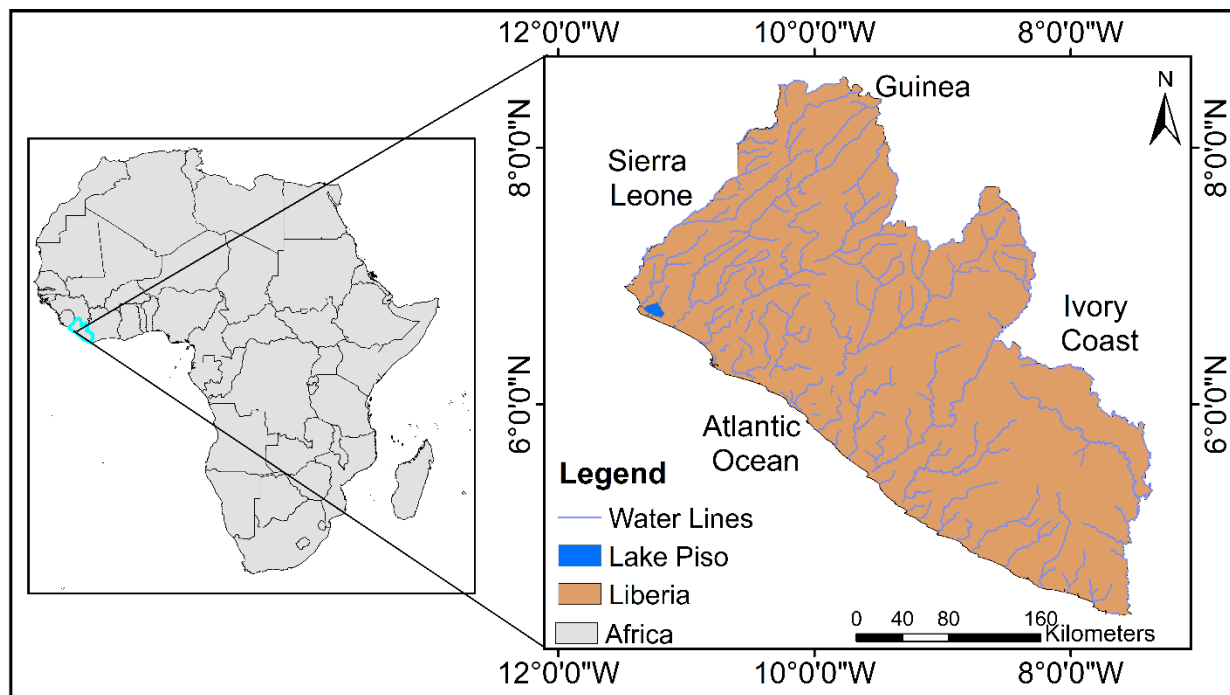 12°0'0"W
10°0'0"W
8°0'0"W
N
Guinea
8°0'0"N
8°0'0"N
Sierra
Leone
Ivory
Coast
6°0'0"N
6°0'0"N
Atlantic
Ocean
Legend
Water Lines
Lake Piso
Liberia
Africa
0 40 80 160
Kilometers
12°0'0"W
10°0'0"W
8°0'0"W